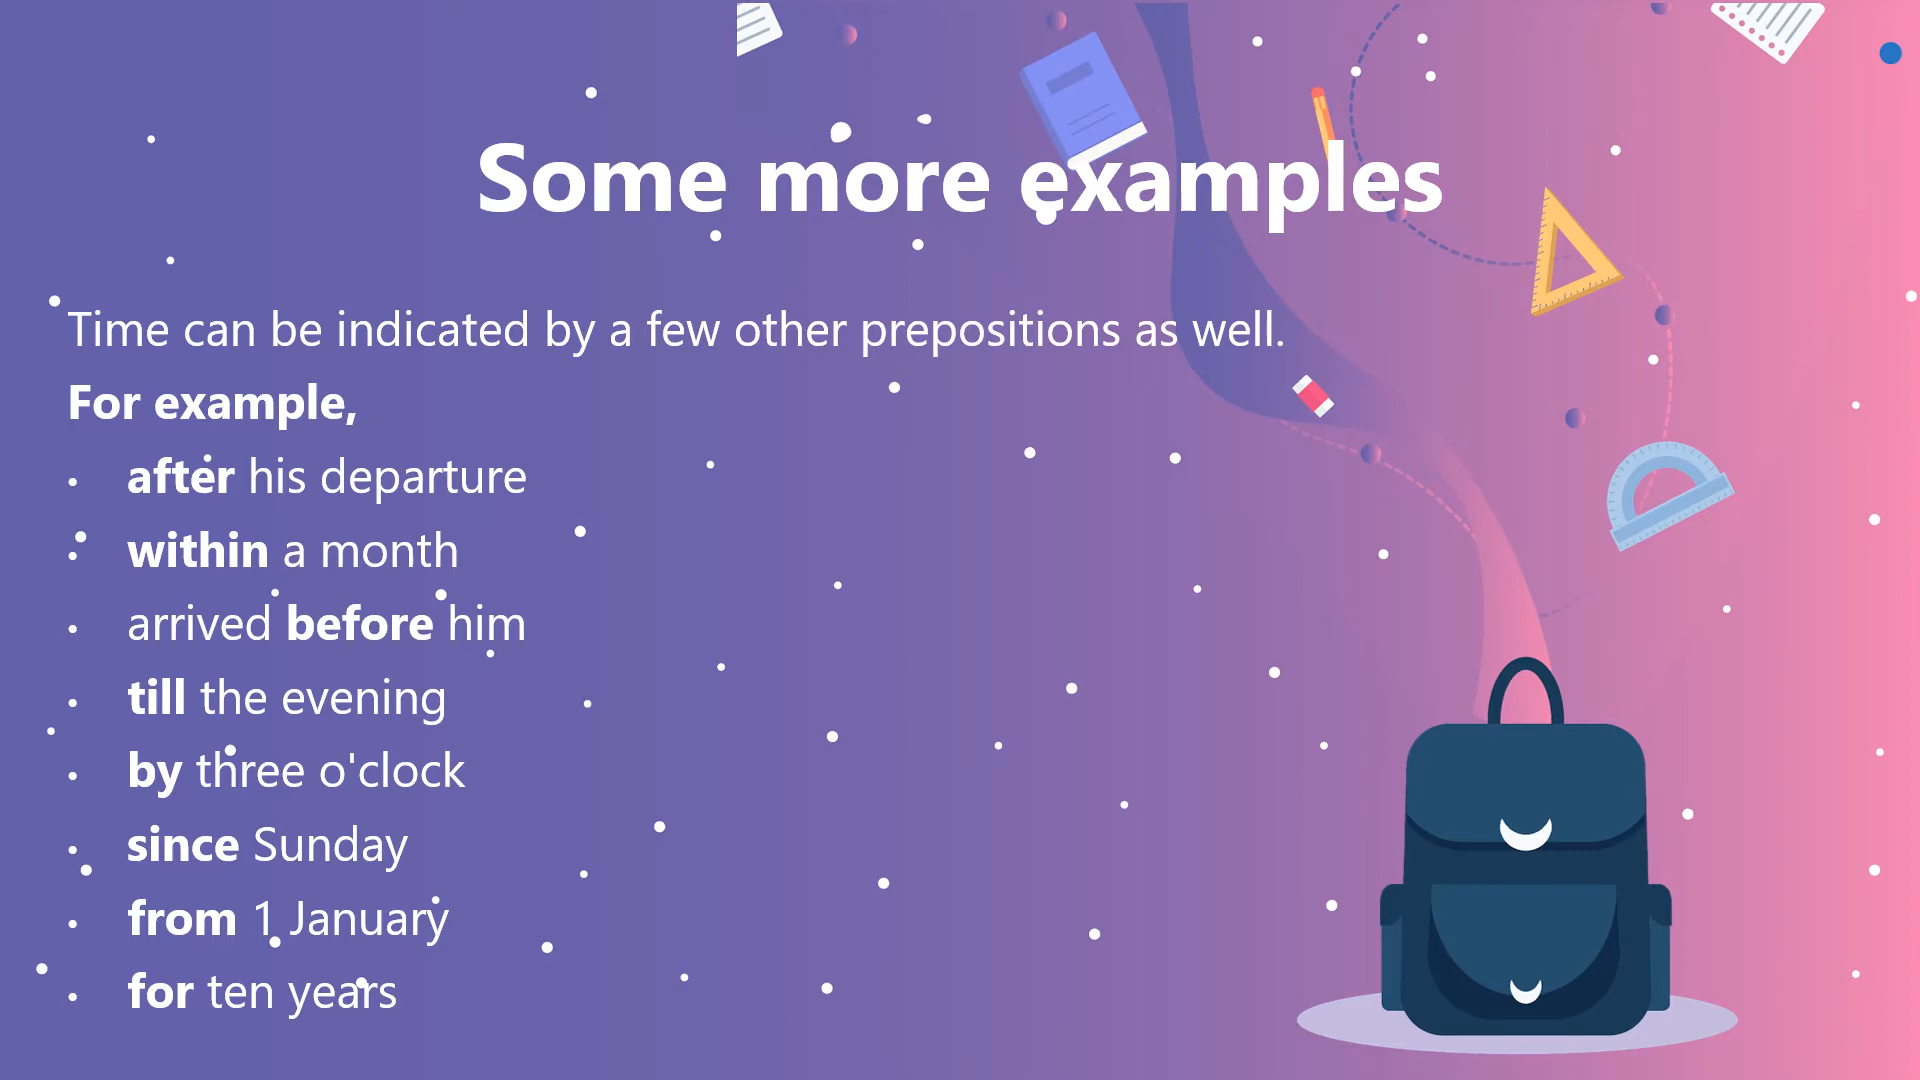 Some more examples
Time can be indicated by a few other prepositions as well.
For example,
• after his departure
• within a month
• arrived before him
• till the evening
• by three o'clock
• since Sunday
• from 1 January
• for ten years